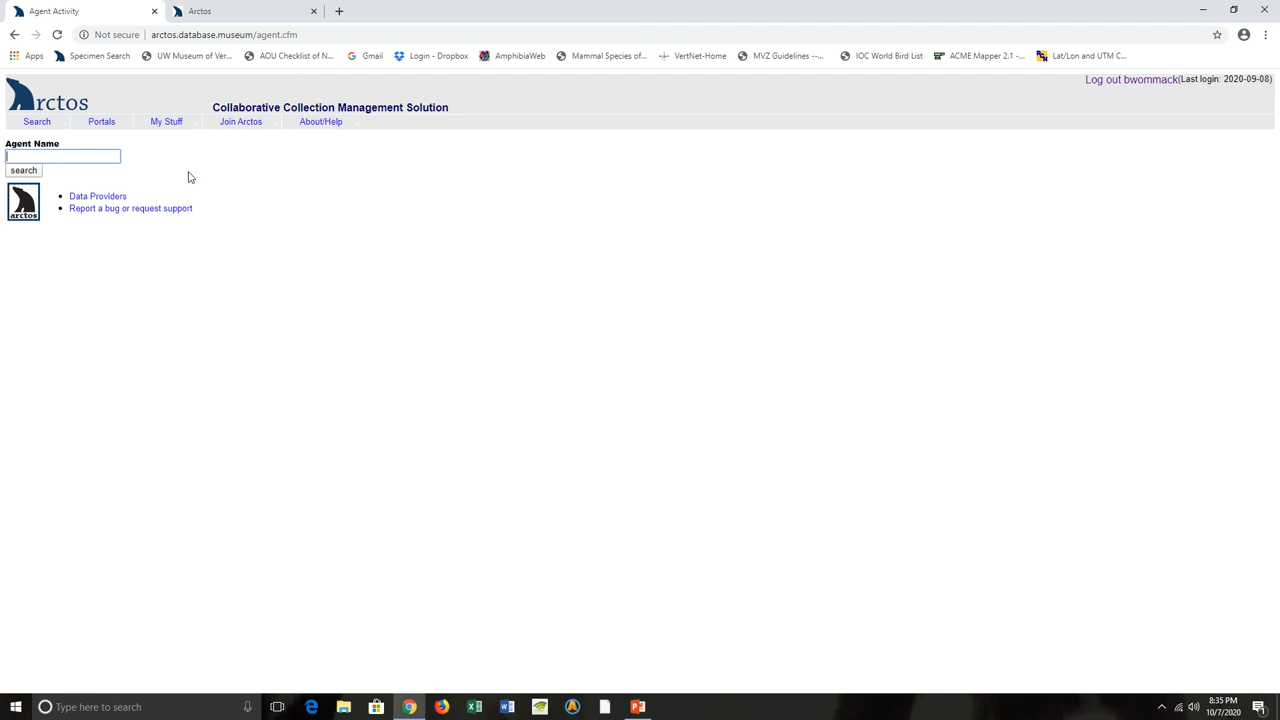 Agent Activity
Arctos
Not secure
arctos.database.museum/agent.cfm
Apps
Specimen Search
UW Museum of Ver...
AOU Checklist of N...
Gmail
Login - Dropbox
AmphibiaWeb
Mammal Species of...
VertNet-Home
MVZ Guidelines --...
IOC World Bird List
ACME Mapper 2.1 -...
Lat/Lon and UTM C...
Arctos
Collaborative Collection Management Solution
Log out bwommack(Last login: 2020-09-08)
Search
Portals
My Stuff
Join Arctos
About/Help
Agent Name
search
arctos
Data Providers
Report a bug or request support
Type here to search
8:35 PM
10/7/2020